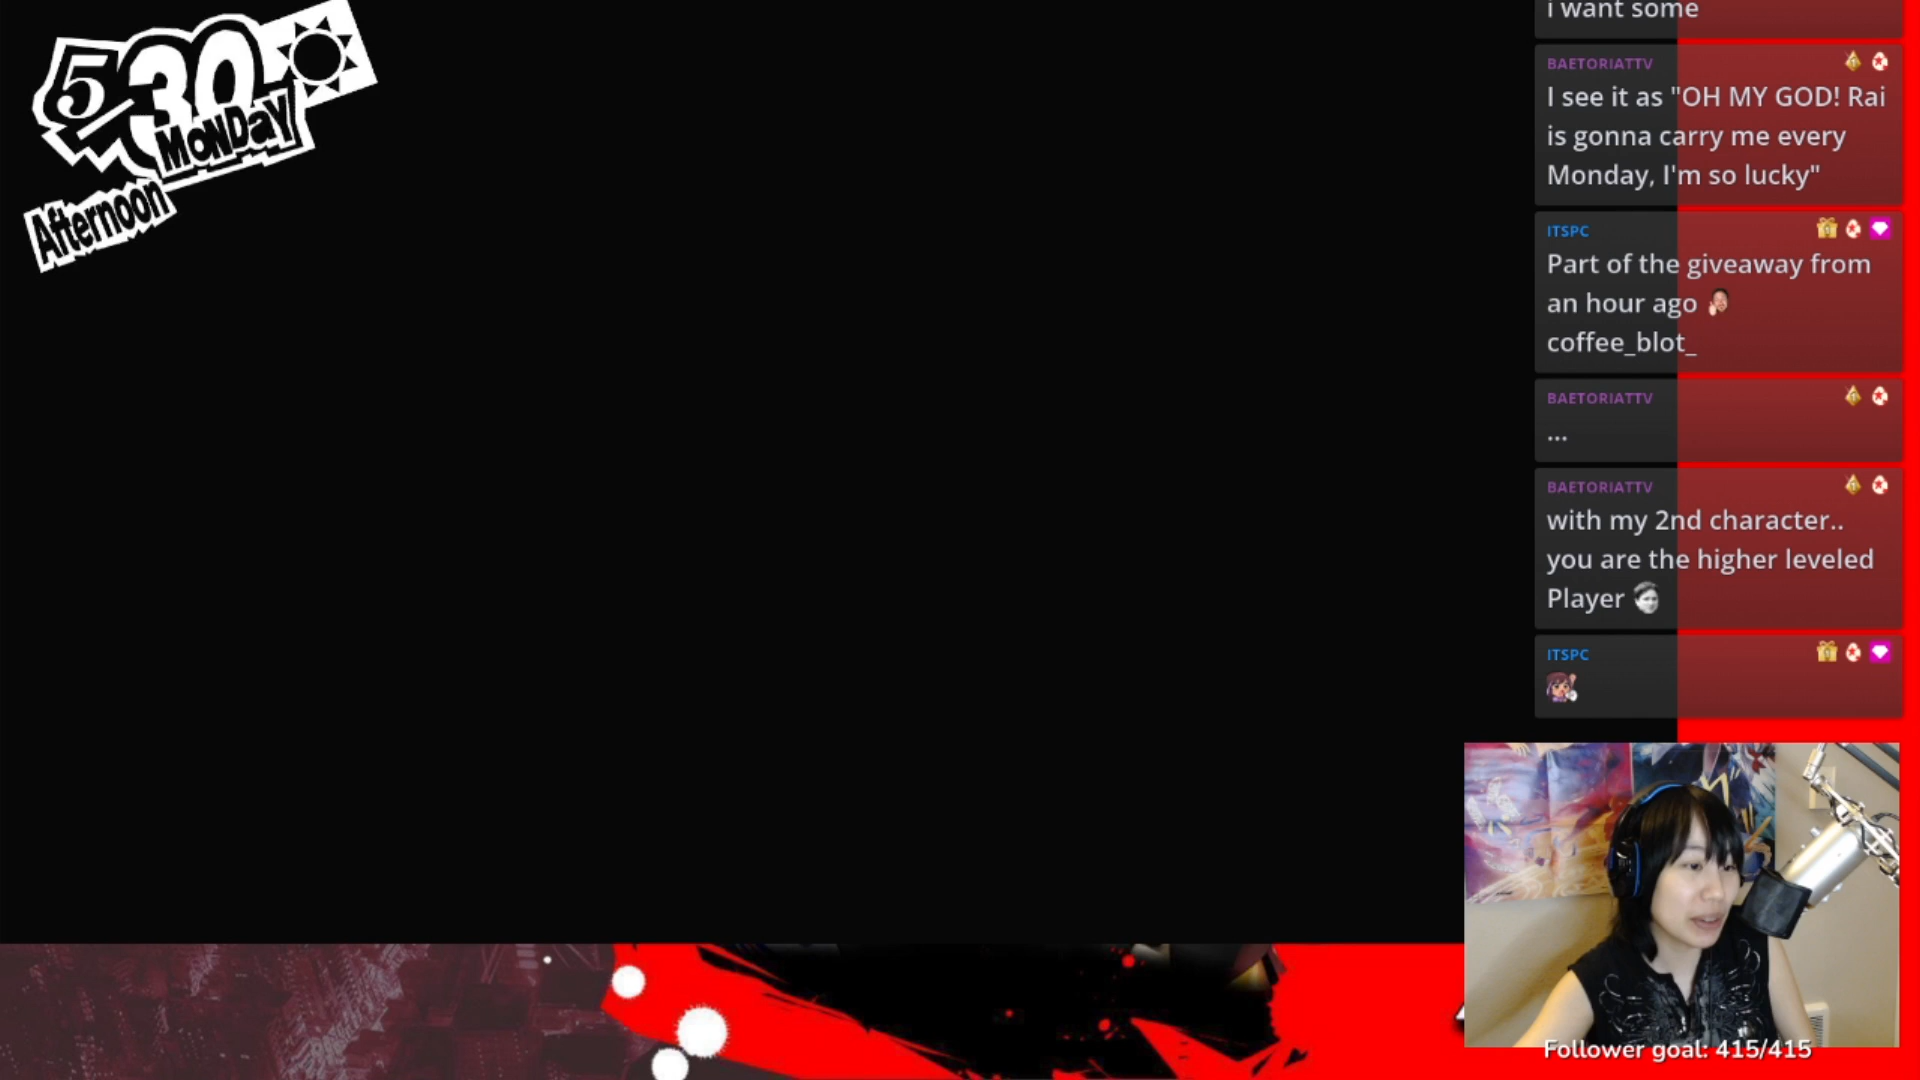 5/30
MONDAY
Afternoon
i want some
BAETORIATTV
I see it as "OH MY GOD! Rai
is gonna carry me every
Monday, I'm so lucky"
ITSPC
Part of the giveaway from
an hour ago
coffee_blot_
BAETORIATTV
...
BAETORIATTV
with my 2nd character..
you are the higher leveled
Player
ITSPC
Follower goal: 415/415